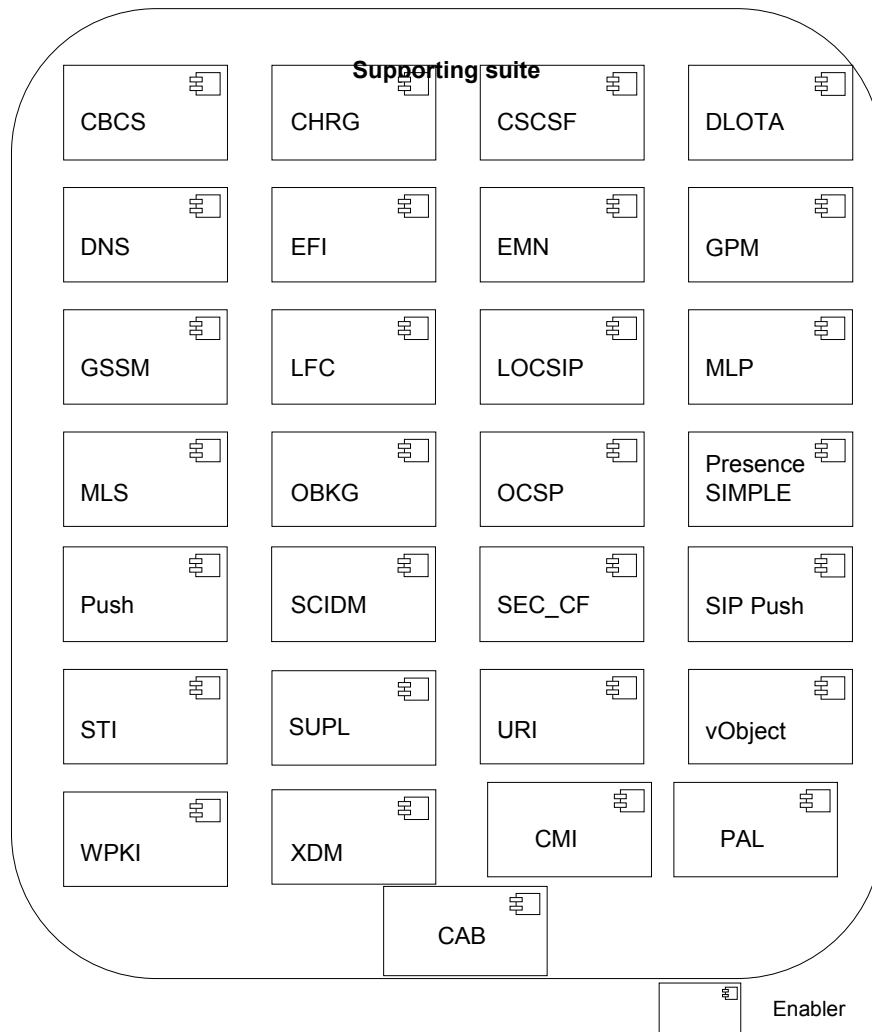 Supporting suite
CBCS
CHRG
CSCSF
DLOTA
DNS
EFI
EMN
GPM
GSSM
LFC
LOCSIP
MLP
MLS
OBKG
OCSP
Presence
SIMPLE
Push
SCIDM
SEC_CF
SIP Push
STI
SUPL
URI
vObject
WPKI
XDM
CMI
PAL
CAB
Enabler